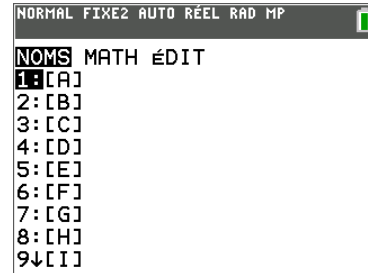 NORMAL FIXE2 AUTO RÉEL RAD MP
NOMS MATH ÉDIT
1:[A]
2:[B]
3:[C]
4:[D]
5:[E]
6:[F]
7:[G]
8:[H]
9↓[I]